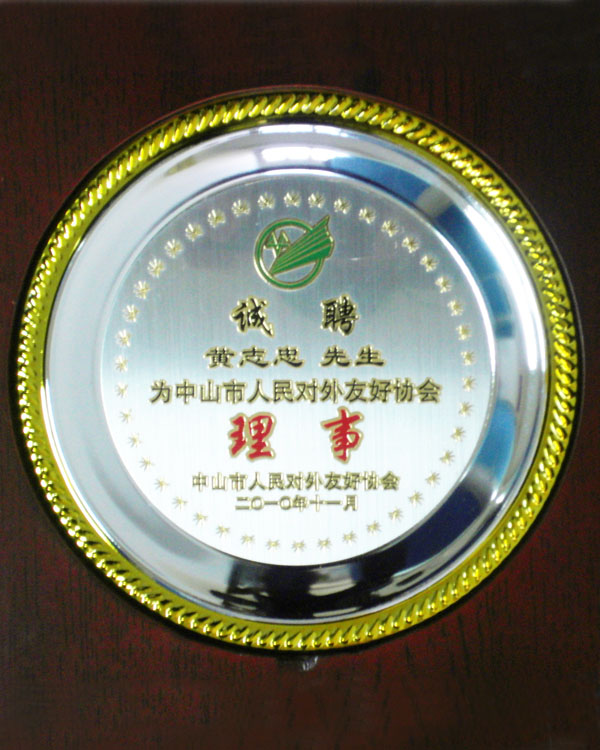 诚 聘
黄志忠 先生
为中山市人民对外友好协会
理 事
中山市人民对外友好协会
二〇一〇年十一月